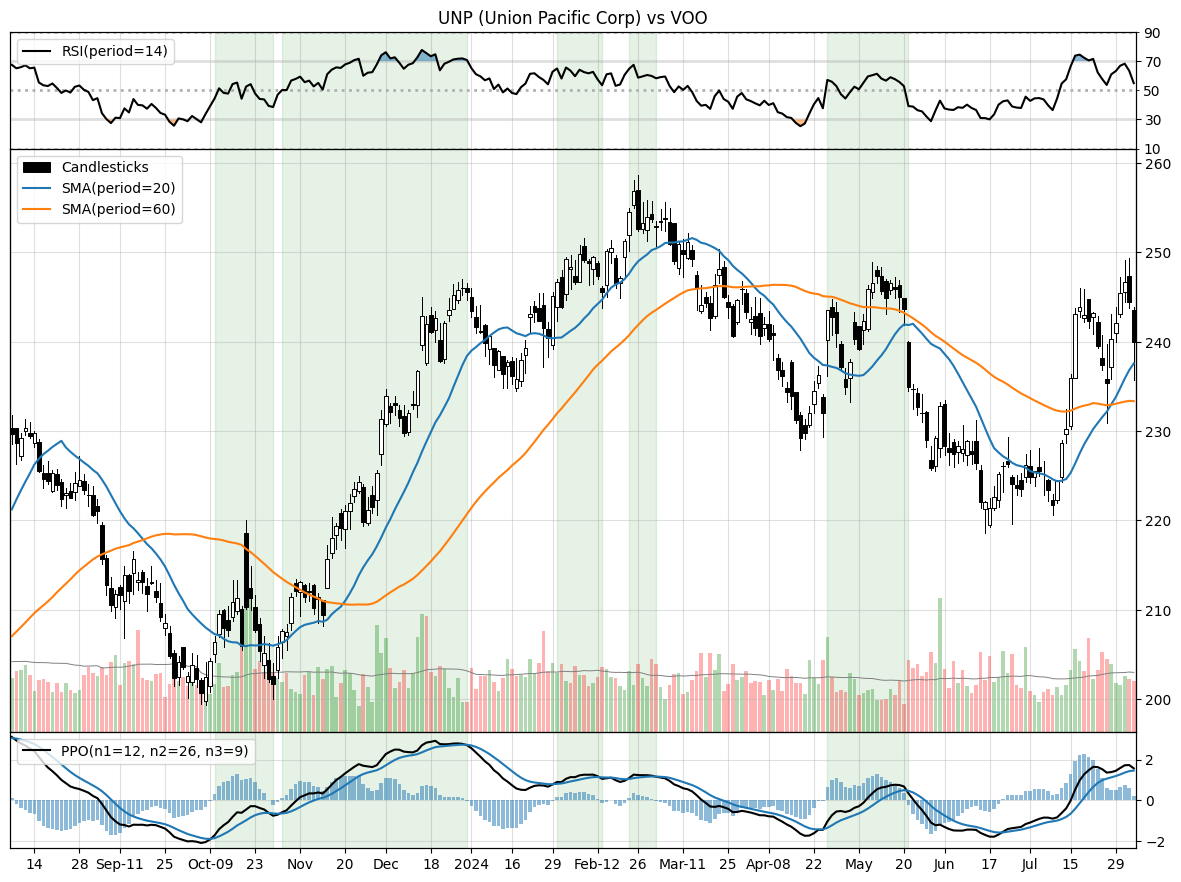 UNP (Union Pacific Corp) vs VOO
RSI(period=14)
90
70
50
30
10
Candlesticks
SMA(period=20)
SMA(period=60)
260
250
240
230
220
210
200
PPO(n1=12, n2=26, n3=9)
2
0
−2
14 28 Sep-11 25 Oct-09 23 Nov 20 Dec 18 2024 16 29 Feb-12 26 Mar-11 25 Apr-08 22 May 20 Jun 17 Jul 15 29